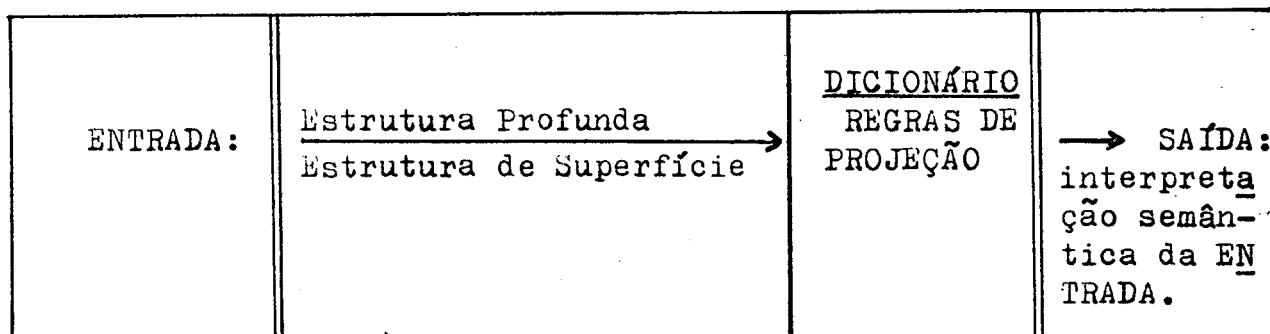 ENTRADA:
Estrutura Profunda
Estrutura de Superfície
DICIONÁRIO
REGRAS DE
PROJEÇÃO
→ SAÍDA:
interpreta
ção semân-
tica da EN
TRADA.